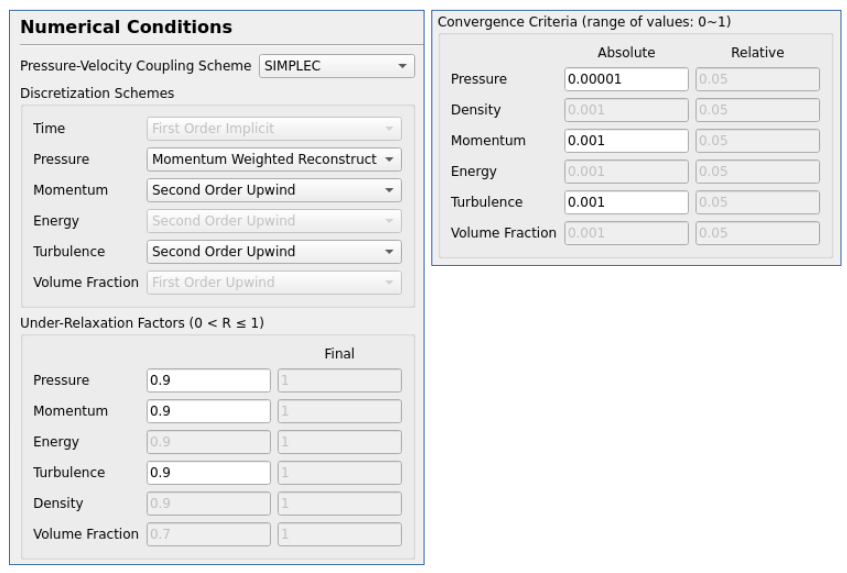 Numerical Conditions
Pressure-Velocity Coupling Scheme SIMPLEC
Discretization Schemes
Time First Order Implicit
Pressure Momentum Weighted Reconstruct
Momentum Second Order Upwind
Energy Second Order Upwind
Turbulence Second Order Upwind
Volume Fraction First Order Upwind
Under-Relaxation Factors (0 < R ≤ 1)
Final
Pressure 0.9 1
Momentum 0.9 1
Energy 0.9 1
Turbulence 0.9 1
Density 0.9 1
Volume Fraction 0.7 1
Convergence Criteria (range of values: 0~1)
Absolute Relative
Pressure 0.00001 0.05
Density 0.001 0.05
Momentum 0.001 0.05
Energy 0.001 0.05
Turbulence 0.001 0.05
Volume Fraction 0.001 0.05